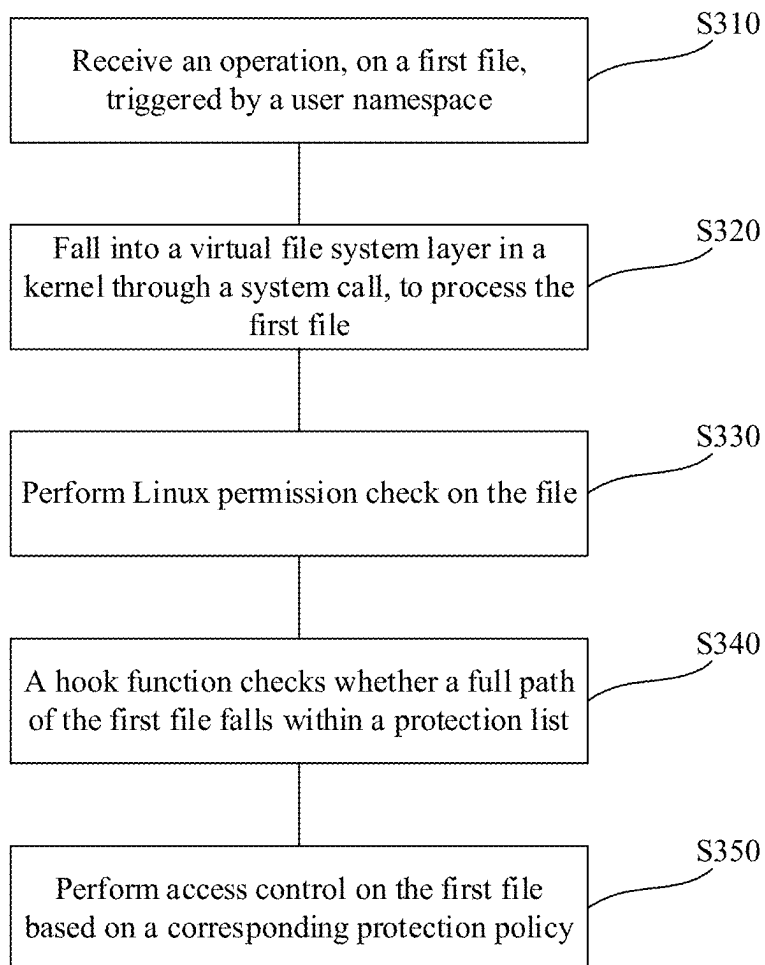 S310
Receive an operation, on a first file,
triggered by a user namespace
S320
Fall into a virtual file system layer in a
kernel through a system call, to process the
first file
S330
Perform Linux permission check on the file
S340
A hook function checks whether a full path
of the first file falls within a protection list
S350
Perform access control on the first file
based on a corresponding protection policy